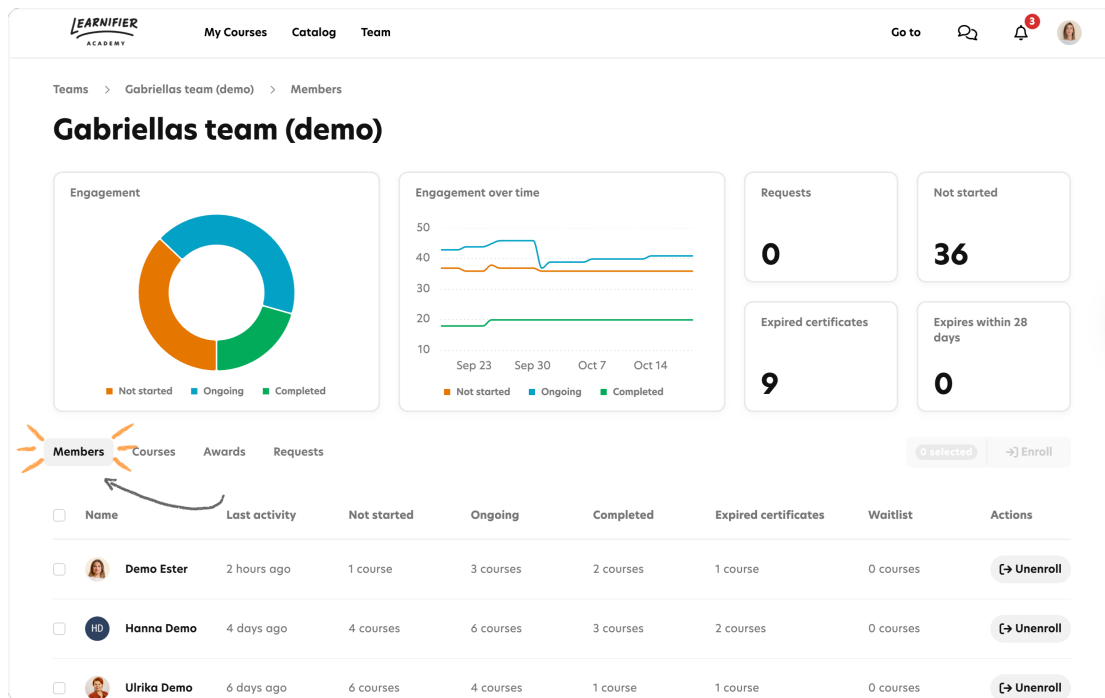 LEARNIFIER
ACADEMY
My Courses Catalog Team Go to 3
Teams > Gabriellas team (demo) > Members
Gabriellas team (demo)
Engagement
Not started Ongoing Completed
Engagement over time
50
40
30
20
10
Sep 23 Sep 30 Oct 7 Oct 14
Not started Ongoing Completed
Requests
0
Not started
36
Expired certificates
9
Expires within 28
days
0
Members Courses Awards Requests 0 selected Enroll
Name Last activity Not started Ongoing Completed Expired certificates Waitlist Actions
Demo Ester 2 hours ago 1 course 3 courses 2 courses 1 course 0 courses Unenroll
HD Hanna Demo 4 days ago 4 courses 6 courses 3 courses 2 courses 0 courses Unenroll
Ulrika Demo 6 days ago 6 courses 4 courses 1 course 1 course 0 courses Unenroll